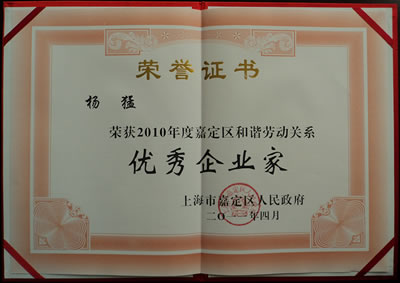 荣誉证书
杨 猛
荣获2010年度嘉定区和谐劳动关系
优秀企业家
上海市嘉定区人民政府
二〇一一年四月